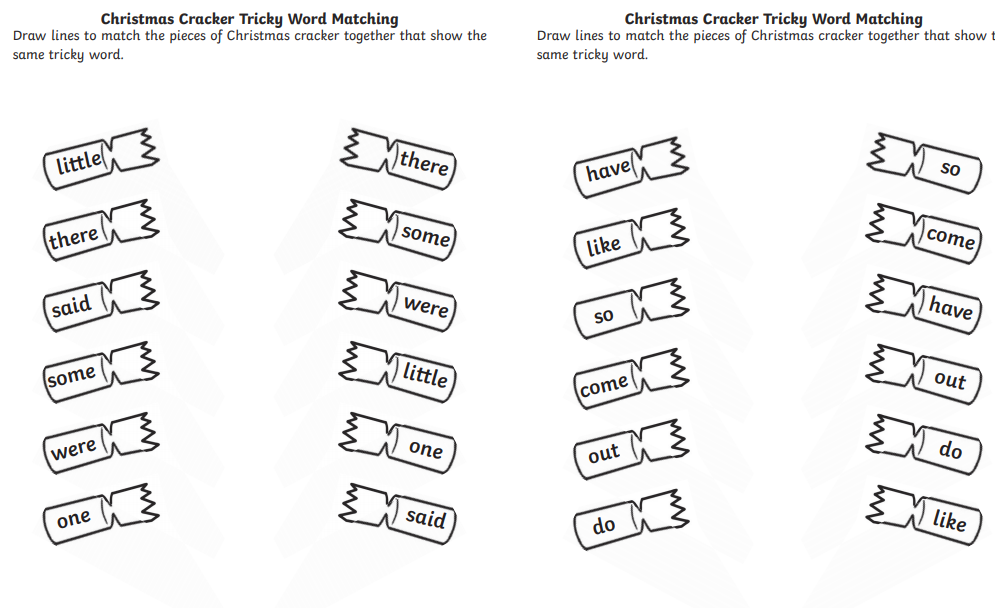 Christmas Cracker Tricky Word Matching
Draw lines to match the pieces of Christmas cracker together that show the
same tricky word.
little
there
there
some
said
were
some
little
were
one
one
said
Christmas Cracker Tricky Word Matching
Draw lines to match the pieces of Christmas cracker together that show t
same tricky word.
have
so
like
come
so
have
come
out
out
do
do
like